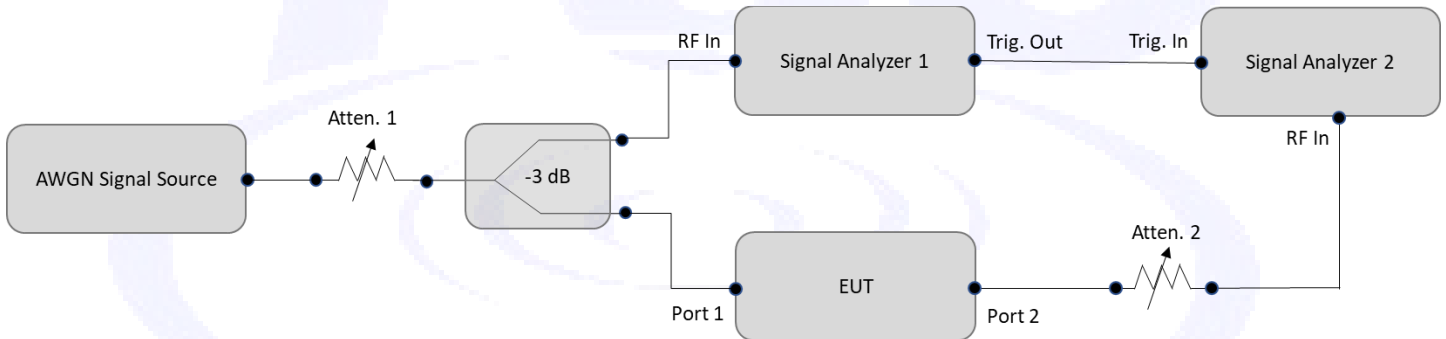 RF In
Signal Analyzer 1
Trig. Out
Trig. In
Signal Analyzer 2
Atten. 1
RF In
AWGN Signal Source
-3 dB
Atten. 2
EUT
Port 1
Port 2